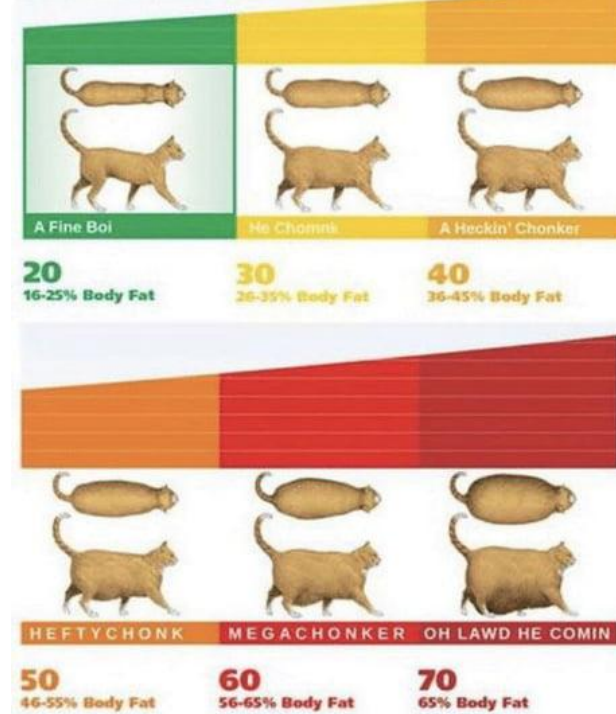 A Fine Boi
He Chomnk
A Heckin' Chonker
20
30
40
16-25% Body Fat
26-35% Body Fat
36-45% Body Fat
HEFTYCHONK
MEGACHONKER
OH LAWD HE COMIN
50
60
70
46-55% Body Fat
56-65% Body Fat
65% Body Fat